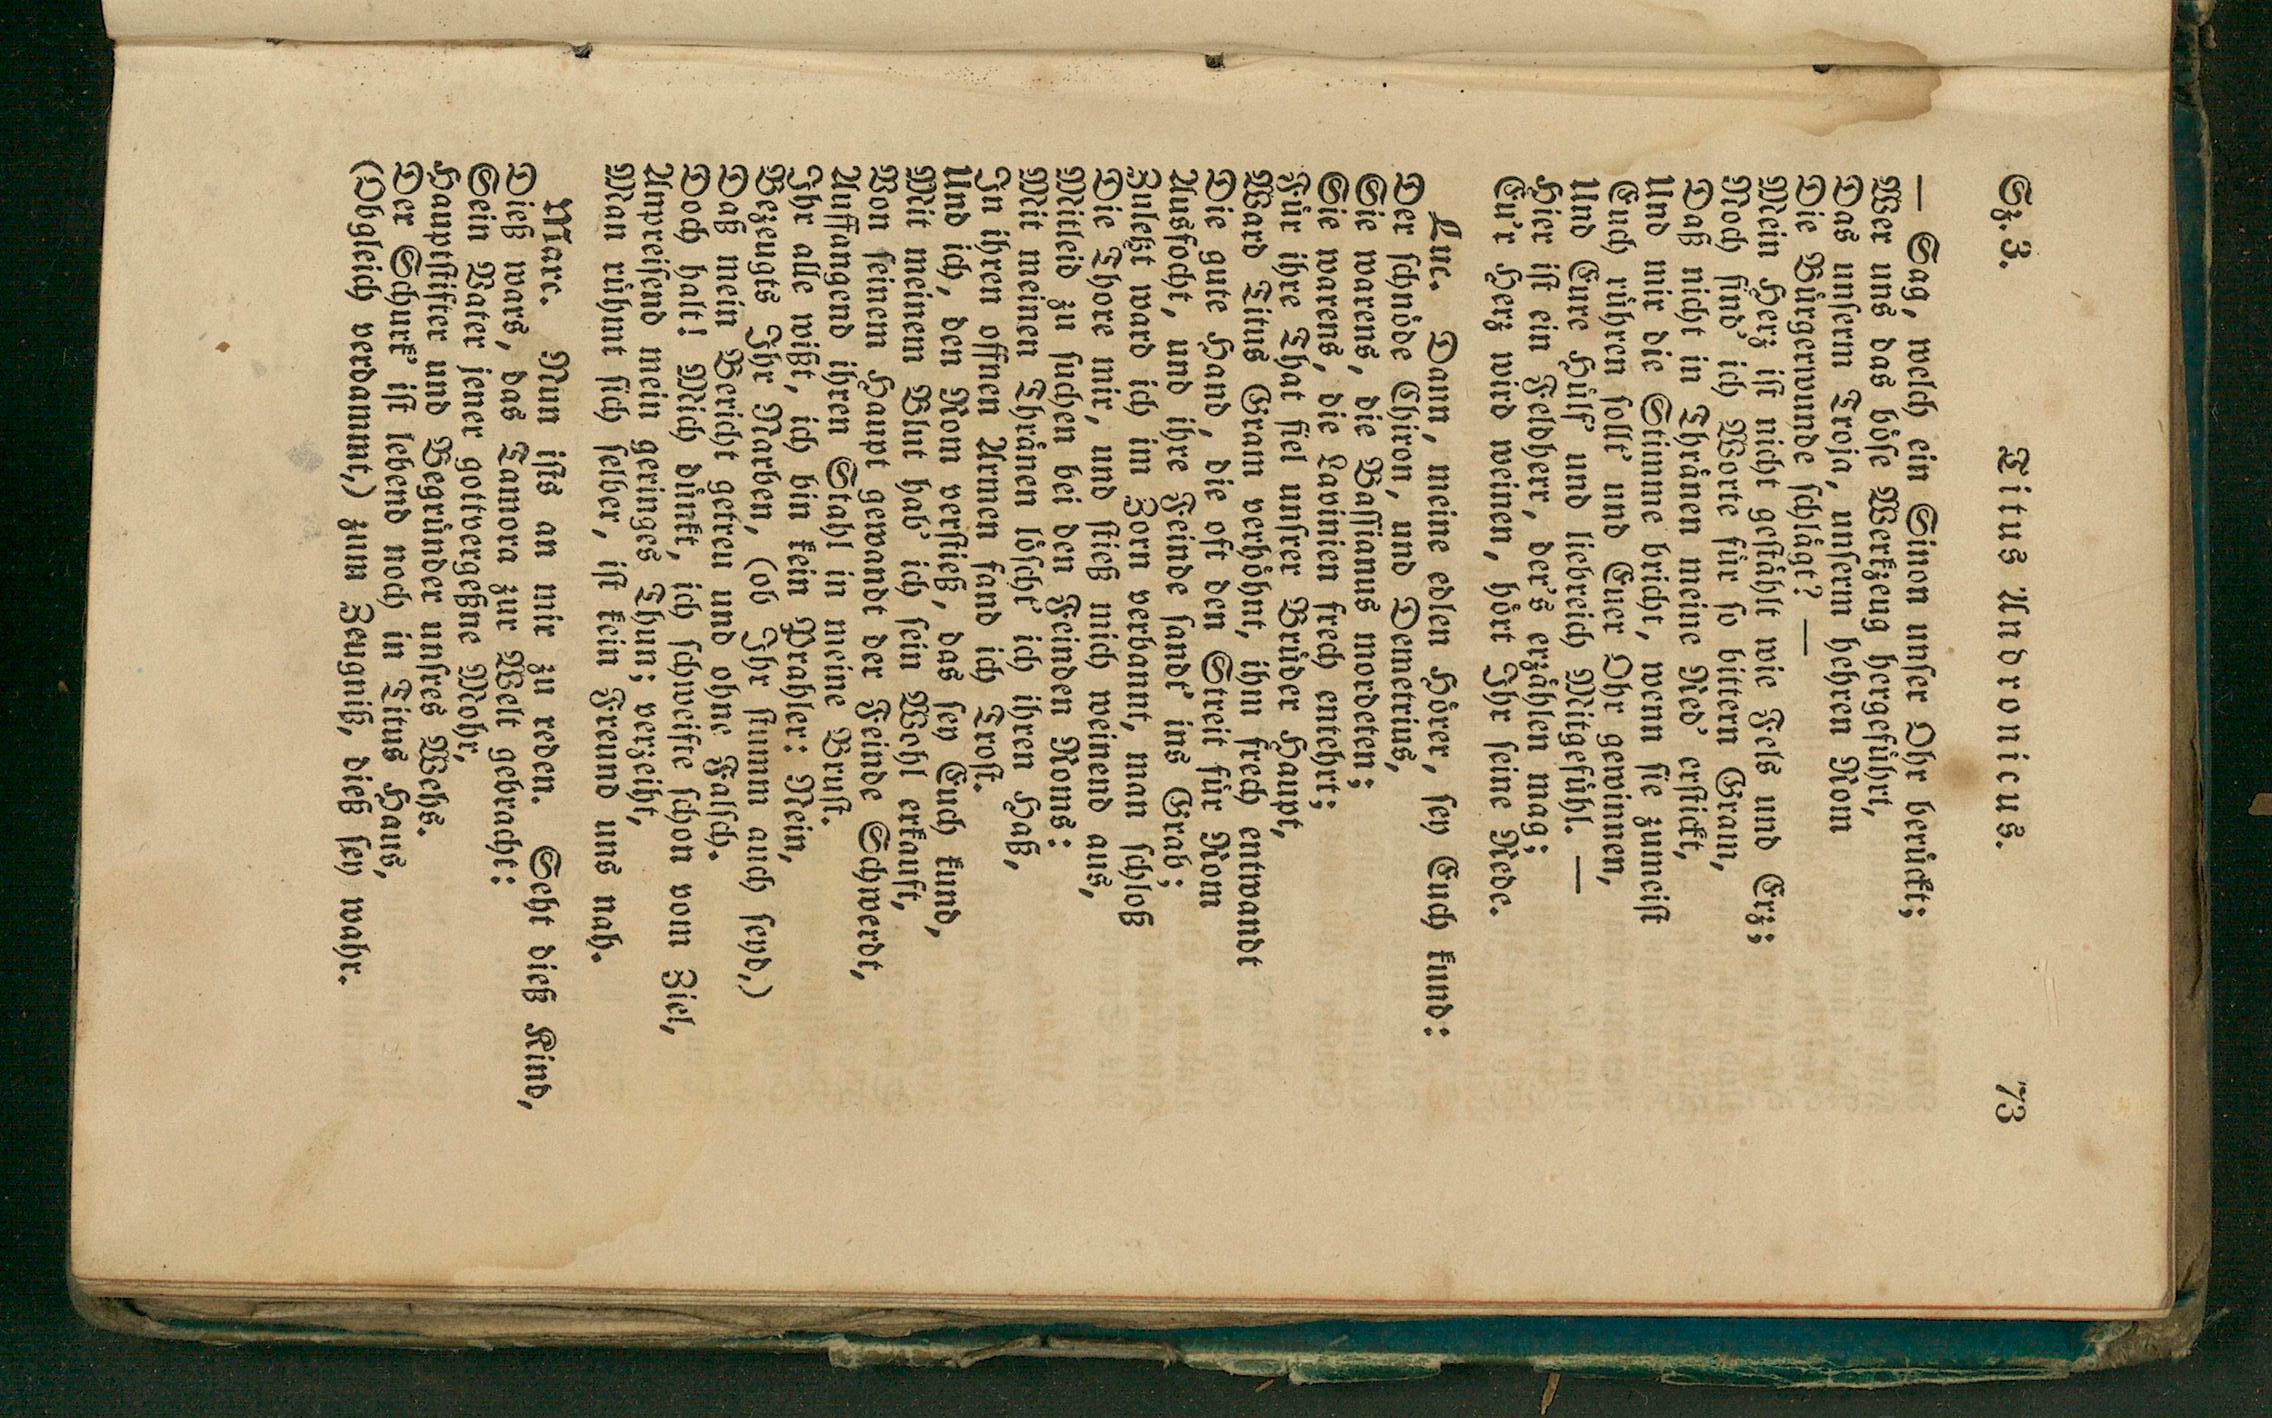 Sz. 3. Titus Andronicus. 73
— Sag, welch ein Sinon unser Ohr berückt;
Wer uns das böse Werkzeug hergeführt,
Das unserm Troja, unserm hehren Rom
Die Bürgerwunde schlägt? —
Mein Herz ist nicht gestählt wie Fels und Erz;
Noch find' ich Worte für so bittern Gram,
Daß nicht in Thränen meine Red' erstickt,
Und mir die Stimme bricht, wenn sie zumeist
Euch rühren sollt' und Euer Ohr gewinnen,
Und Eure Hülf' und liebreich Mitgefühl. —
Hier ist ein Feldherr, der's erzählen mag;
Eu'r Herz wird weinen, hört Ihr seine Rede.
Luc. Dann, meine edlen Hörer, sey Euch kund:
Der schnöde Chiron, und Demetrius,
Sie warens, die Bassianus mordeten;
Sie warens, die Lavinien frech entehrt;
Für ihre That fiel unsrer Brüder Haupt,
Ward Titus Gram verhöhnt, ihm frech entwandt
Die gute Hand, die oft den Streit für Rom
Ausfocht, und ihre Feinde sandt' ins Grab;
Zuletzt ward ich im Zorn verbannt, man schloß
Die Thore mir, und stieß mich weinend aus,
Mitleid zu suchen bei den Feinden Roms:
Mit meinen Thränen löscht' ich ihren Haß,
In ihren offnen Armen fand ich Trost.
Und ich, den Rom verstieß, das sey Euch kund,
Mit meinem Blut hab' ich sein Wohl erkauft,
Von seinem Haupt gewandt der Feinde Schwerdt,
Auffangend ihren Stahl in meine Brust.
Ihr alle wißt, ich bin kein Prahler: Nein,
Bezeugts Ihr Narben, (ob Ihr stumm auch seyd,)
Daß mein Bericht getreu und ohne Falsch.
Doch halt! Mich dünkt, ich schweifte schon vom Ziel,
Anpreisend mein geringes Thun; verzeiht,
Man rühmt sich selber, ist kein Freund uns nah.
Marc. Nun ists an mir zu reden. Seht dieß Kind,
Dieß wars, das Tamora zur Welt gebracht:
Sein Vater jener gottvergeßne Mohr,
Hauptstifter und Begründer unsres Wehs.
Der Schurk' ist lebend noch in Titus Haus,
(Obgleich verdammt,) zum Zeugniß, dieß sey wahr.